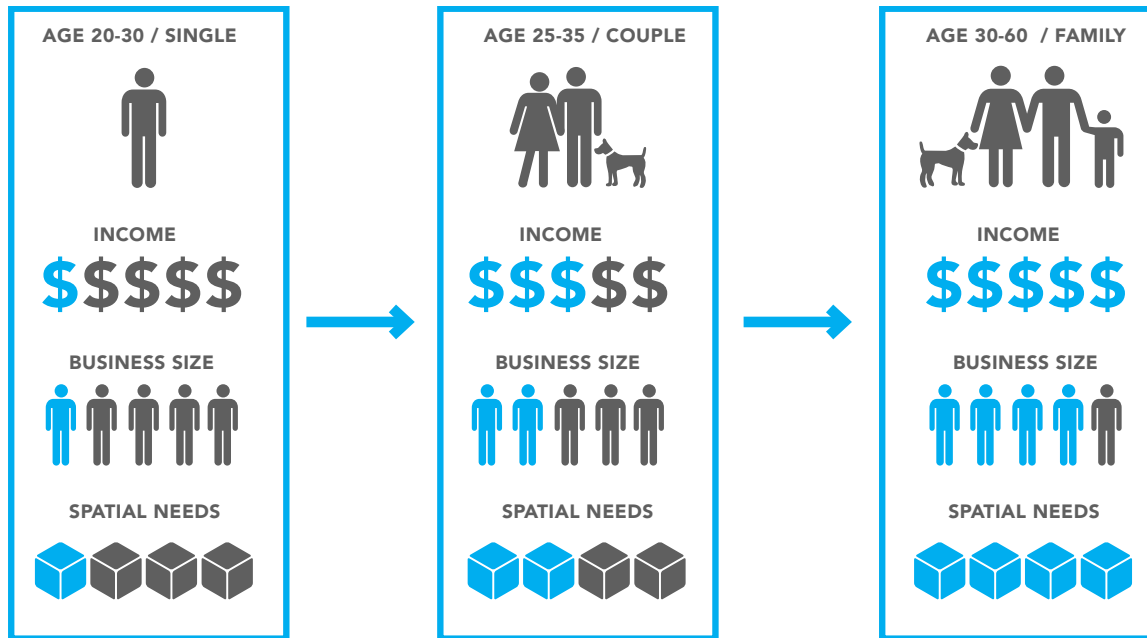 AGE 20-30 / SINGLE
INCOME
$$$$$
BUSINESS SIZE
SPATIAL NEEDS
AGE 25-35 / COUPLE
INCOME
$$$$$
BUSINESS SIZE
SPATIAL NEEDS
AGE 30-60 / FAMILY
INCOME
$$$$$
BUSINESS SIZE
SPATIAL NEEDS